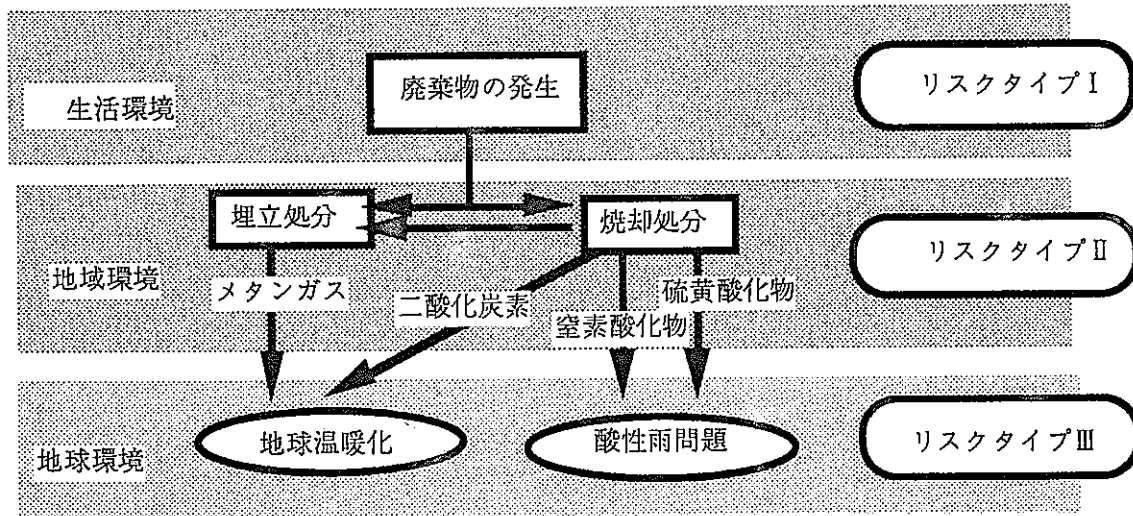 廃棄物の発生
リスクタイプⅠ
生活環境
埋立処分
焼却処分
リスクタイプⅡ
地域環境
メタンガス
二酸化炭素
硫黄酸化物
窒素酸化物
地球温暖化
酸性雨問題
リスクタイプⅢ
地球環境